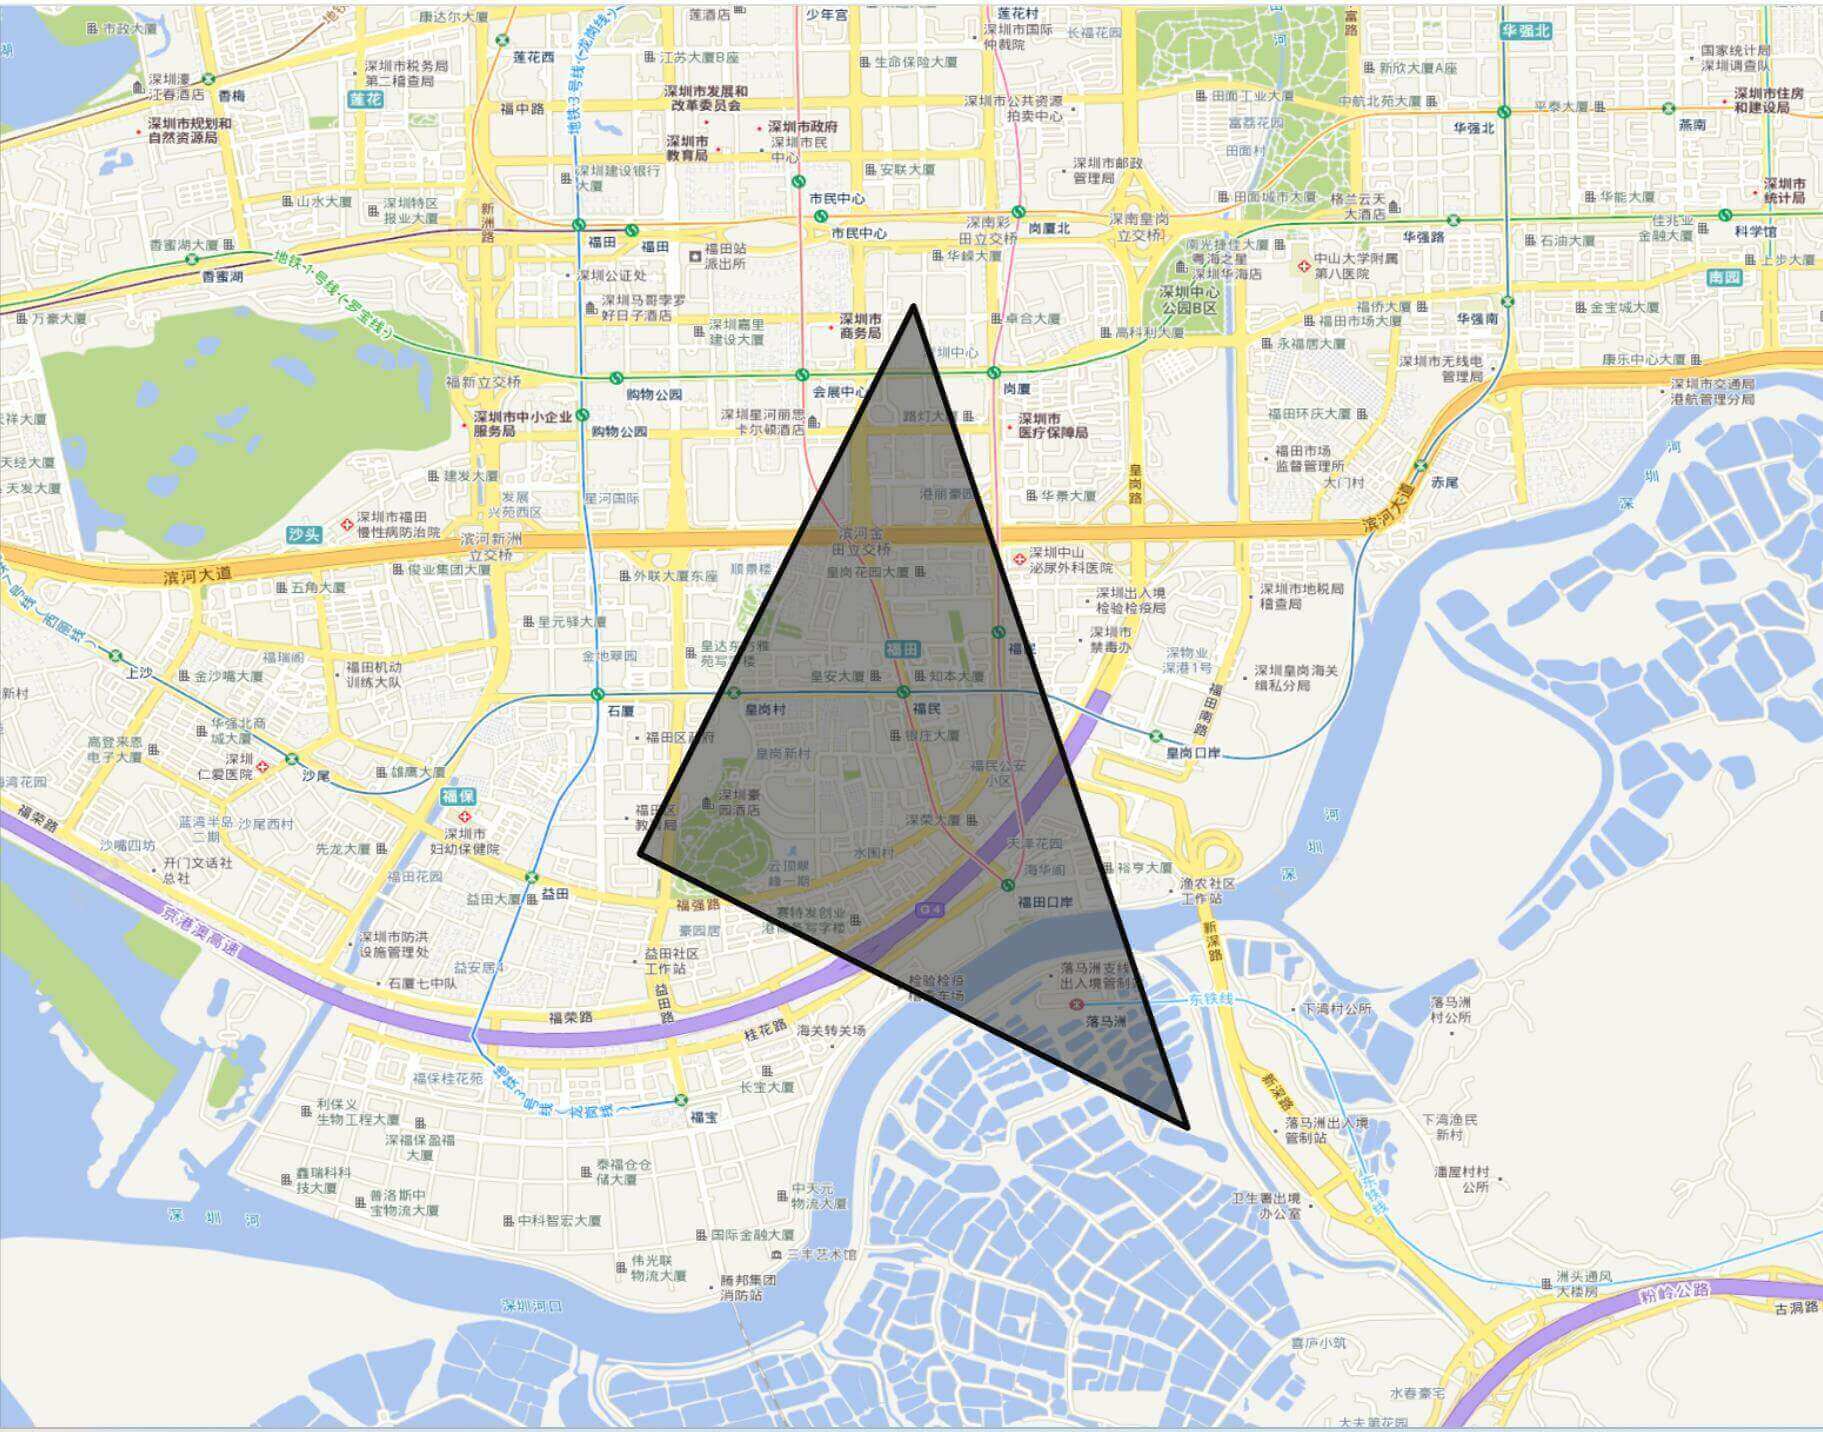 市政大厦
康达尔大厦
莲花西
莲酒店
少年宫
莲花村
深圳市国际
仲裁院
长福花园
华强北
国家统计局
深圳调查队
深圳濠
江春酒店
香梅
深圳市税务局
第二稽查局
莲花
地铁3号线(龙岗线)
江苏大厦B座
生命保险大厦
新欣大厦A座
深圳市规划和
自然资源局
福中路
深圳市发展和
改革委员会
深圳市公共资源
拍卖中心
田面工业大厦
中航北苑大厦
平泰大厦
深圳市住房
和建设局
深圳市政府
深圳市民
中心
深圳市
教育局
富荔花园
田面村
华强北
燕南
深圳建设银行
大厦
安联大厦
深圳市邮政
管理局
山水大厦
深圳特区
报业大厦
新洲路
市民中心
田面城市大厦
格兰云天
大酒店
华能大厦
深圳市
统计局
香蜜湖大厦
福田
福田
市民中心
深南彩
田立交桥
岗厦北
深南皇岗
立交桥
华强路
石油大厦
佳兆业
金融大厦
科学馆
香蜜湖
地铁1号线(罗宝线)
深圳公证处
福田站
派出所
华嵘大厦
南光捷佳大厦
粤海之星
深圳华海店
中山大学附属
第八医院
上步大厦
南园
万豪大厦
深圳马哥孛罗
好日子酒店
深圳嘉里
建设大厦
深圳市
商务局
卓合大厦
深圳中心
公园B区
高科利大厦
福侨大厦
福田市场大厦
华强南
金宝城大厦
圳中心
永福居大厦
深圳市无线电
管理局
康乐中心大厦
福新立交桥
购物公园
会展中心
岗厦
深圳市交通局
港航管理分局
祥大厦
深圳市中小企业
服务局
购物公园
深圳星河丽思
卡尔顿酒店
路灯大厦
深圳市
医疗保障局
福田环庆大厦
天经大厦
天发大厦
建发大厦
福田市场
监督管理所
大门村
赤尾
深圳河
发展
兴苑西区
星河国际
港丽豪园
华景大厦
皇岗路
沙头
深圳市福田
慢性病防治院
滨河新洲
立交桥
滨河金
田立交桥
滨河大道
滨河大道
俊业集团大厦
五角大厦
外联大厦东座
顺景楼
皇岗花园大厦
深圳中山
泌尿外科医院
深圳出入境
检验检疫局
深圳市地税局
稽查局
呈元驿大厦
7号线(西丽线)
上沙
福瑞阁
金沙嘴大厦
福田机动
训练大队
金地翠园
福田
深圳市
禁毒办
深物业
深港1号
深圳皇岗海关
缉私分局
新村
皇安大厦
知本大厦
福田南路
石厦
皇岗村
福民
华强北商
城大厦
高登来恩
电子大厦
深圳
仁爱医院
沙尾
雄鹰大厦
皇岗新村
银庄大厦
皇岗口岸
福民公安
小区
海湾花园
福荣路
福保
深圳豪
园酒店
深荣大厦
蓝湾半岛
二期
沙尾西村
沙嘴四坊
先龙大厦
深圳市
妇幼保健院
水围村
天泽花园
深圳河
开门文话社
总社
福田花园
云顶翠
峰一期
海华阁
裕亨大厦
渔农社区
工作站
益田大厦
益田
福强路
G4
福田口岸
京港澳高速
深圳市防洪
设施管理处
豪园居
新深路
益安居
益田社区
工作站
石厦七中队
落马洲支线
落马洲
东铁线
下湾村公所
落马洲
村公所
福荣路
益田路
桂花路
海关转关场
福保桂花苑
地铁3号线(龙岗线)
长宝大厦
福宝
新深路
利保义
生物工程大厦
深福保盈福
大厦
落马洲出入境
管制站
下湾渔民
新村
鑫瑞科科
技大厦
普洛斯中
宝物流大厦
泰福仓仓
储大厦
中天元
物流大厦
潘屋村村
公所
卫生署出境
办公室
东铁线
深圳河
中科智宏大厦
国际金融大厦
三丰艺术馆
伟光联
物流大厦
腾邦集团
消防站
深圳河口
洲头通风
大楼房
粉岭公路
古洞路
喜庐小筑
水春豪宅
大夫第花园